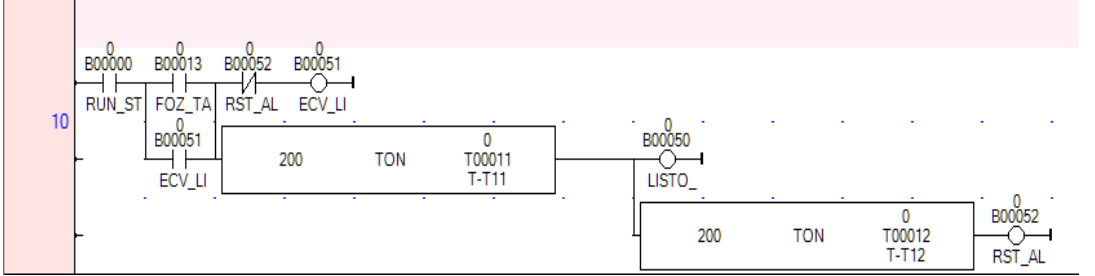 0 0 0 0
B00000 B00013 B00052 B00051
RUN_ST FOZ_TA RST_AL ECV_LI
10
0 0 0
B00051 200 TON T00011 B00050
ECV_LI T-T11 LISTO_
0 0
200 TON T00012 B00052
T-T12 RST_AL